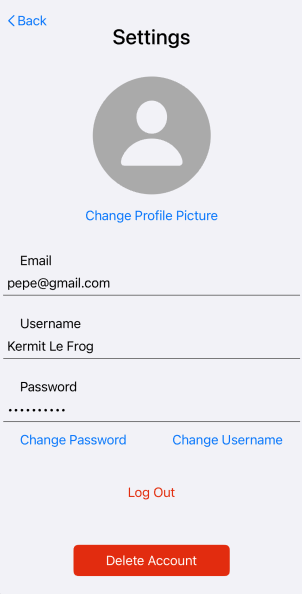 Back
Settings
Change Profile Picture
Email
pepe@gmail.com
Username
Kermit Le Frog
Password
••••••••••
Change Password Change Username
Log Out
Delete Account